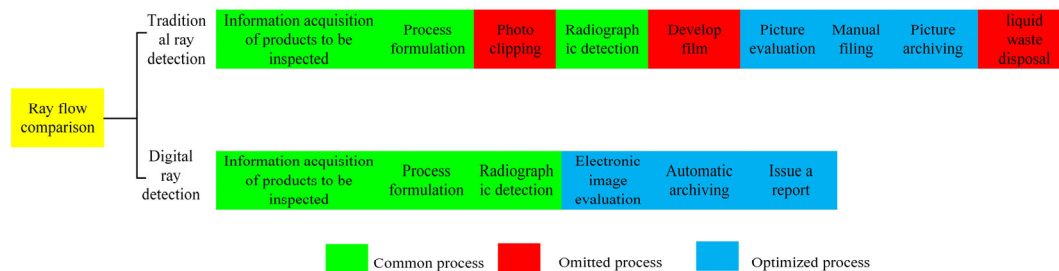 Tradition
al ray
detection
Information acquisition
of products to be
inspected
Process
formulation
Photo
clipping
Radiograph
ic detection
Develop
film
Picture
evaluation
Manual
filing
Picture
archiving
liquid
waste
disposal
Ray flow
comparison
Digital
ray
detection
Information acquisition
of products to be
inspected
Process
formulation
Radiograph
ic detection
Electronic
image
evaluation
Automatic
archiving
Issue a
report
Common process
Omitted process
Optimized process